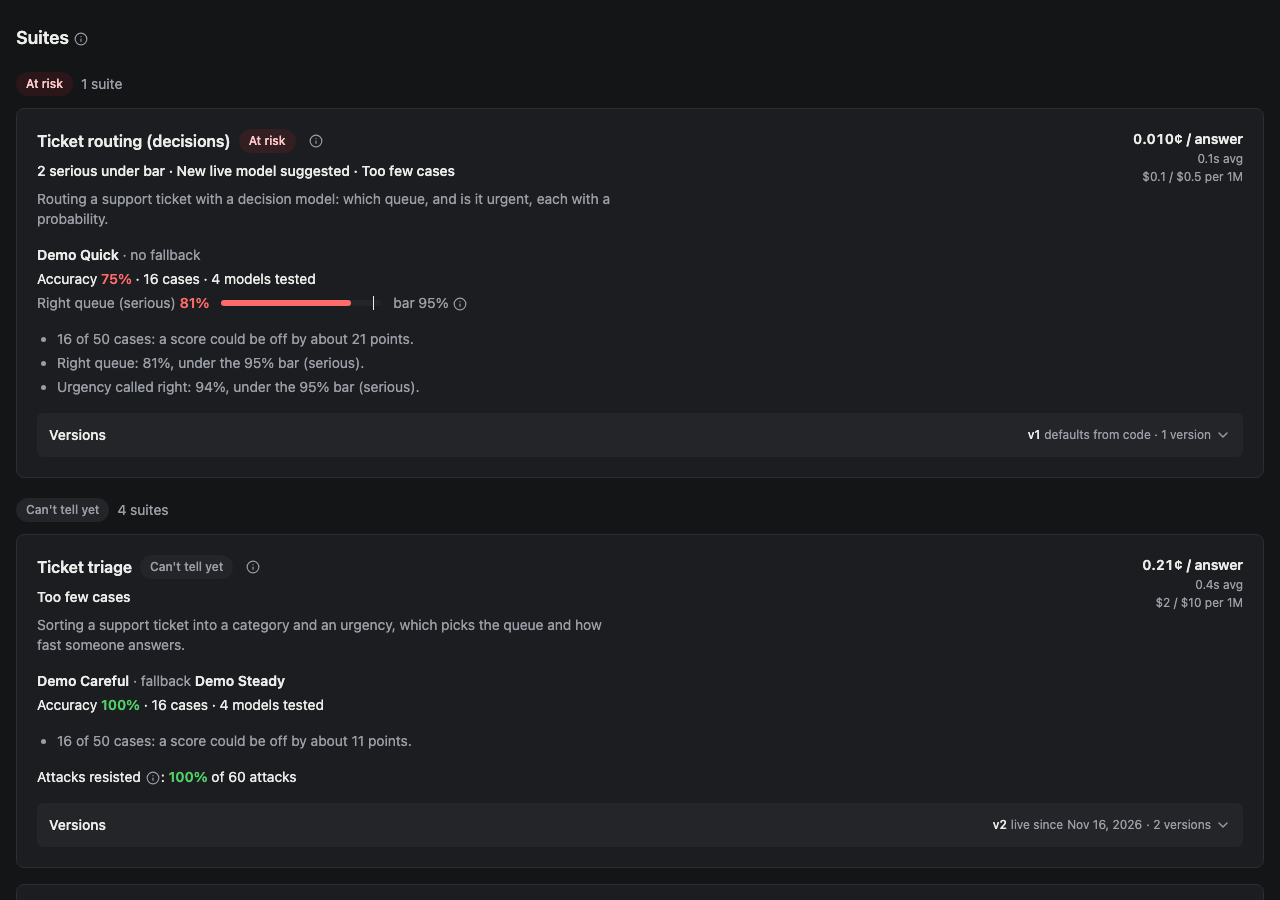 Suites
At risk 1 suite
Ticket routing (decisions) At risk
0.010¢ / answer
2 serious under bar · New live model suggested · Too few cases
0.1s avg
$0.1 / $0.5 per 1M
Routing a support ticket with a decision model: which queue, and is it urgent, each with a
probability.
Demo Quick · no fallback
Accuracy 75% · 16 cases · 4 models tested
Right queue (serious) 81% bar 95%
• 16 of 50 cases: a score could be off by about 21 points.
• Right queue: 81%, under the 95% bar (serious).
• Urgency called right: 94%, under the 95% bar (serious).
Versions v1 defaults from code · 1 version
Can't tell yet 4 suites
Ticket triage Can't tell yet
0.21¢ / answer
Too few cases
0.4s avg
$2 / $10 per 1M
Sorting a support ticket into a category and an urgency, which picks the queue and how
fast someone answers.
Demo Careful · fallback Demo Steady
Accuracy 100% · 16 cases · 4 models tested
• 16 of 50 cases: a score could be off by about 11 points.
Attacks resisted : 100% of 60 attacks
Versions v2 live since Nov 16, 2026 · 2 versions